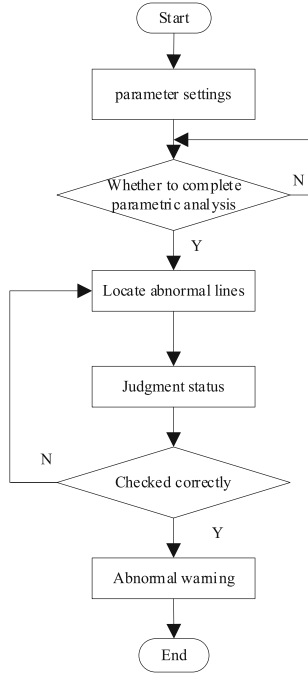 Start
parameter settings
Whether to complete
parametric analysis
N
Y
Locate abnormal lines
Judgment status
N
Checked correctly
Y
Abnormal warning
End